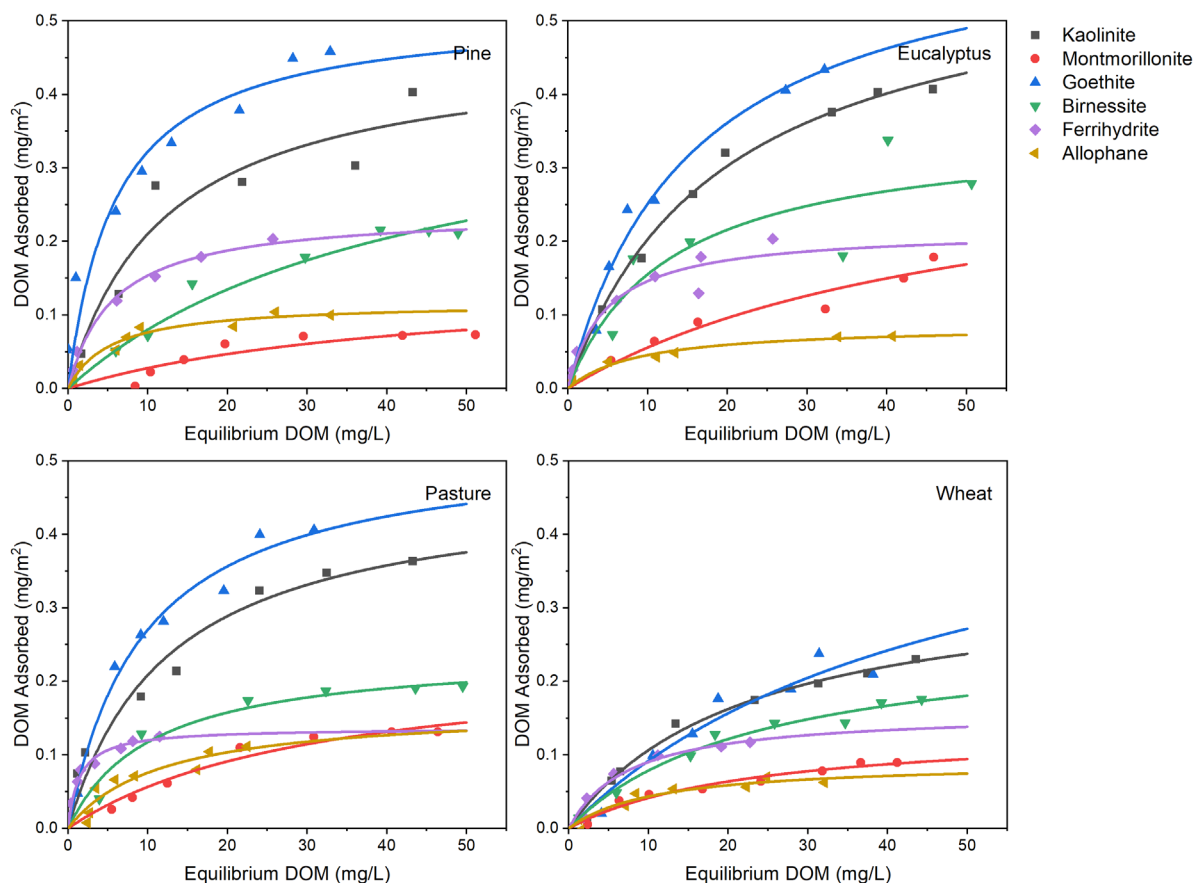 Pine
0.5
0.4
0.3
0.2
0.1
0.0
DOM Adsorbed (mg/m²)
0 10 20 30 40 50
Equilibrium DOM (mg/L)
Eucalyptus
0.5
0.4
0.3
0.2
0.1
0.0
DOM Adsorbed (mg/m²)
0 10 20 30 40 50
Equilibrium DOM (mg/L)
Kaolinite
Montmorillonite
Goethite
Birnessite
Ferrihydrite
Allophane
Pasture
0.5
0.4
0.3
0.2
0.1
0.0
DOM Adsorbed (mg/m²)
0 10 20 30 40 50
Equilibrium DOM (mg/L)
Wheat
0.5
0.4
0.3
0.2
0.1
0.0
DOM Adsorbed (mg/m²)
0 10 20 30 40 50
Equilibrium DOM (mg/L)